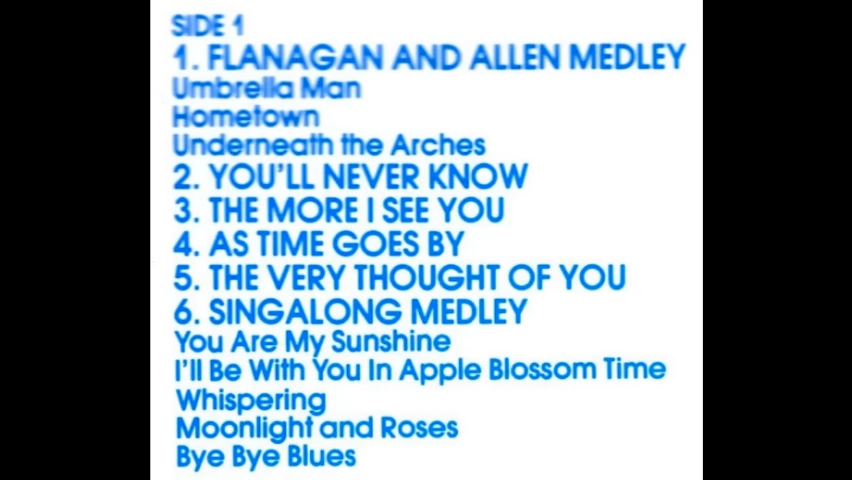 SIDE 1
1. FLANAGAN AND ALLEN MEDLEY
Umbrella Man
Hometown
Underneath the Arches
2. YOU'LL NEVER KNOW
3. THE MORE I SEE YOU
4. AS TIME GOES BY
5. THE VERY THOUGHT OF YOU
6. SINGALONG MEDLEY
You Are My Sunshine
I'll Be With You In Apple Blossom Time
Whispering
Moonlight and Roses
Bye Bye Blues